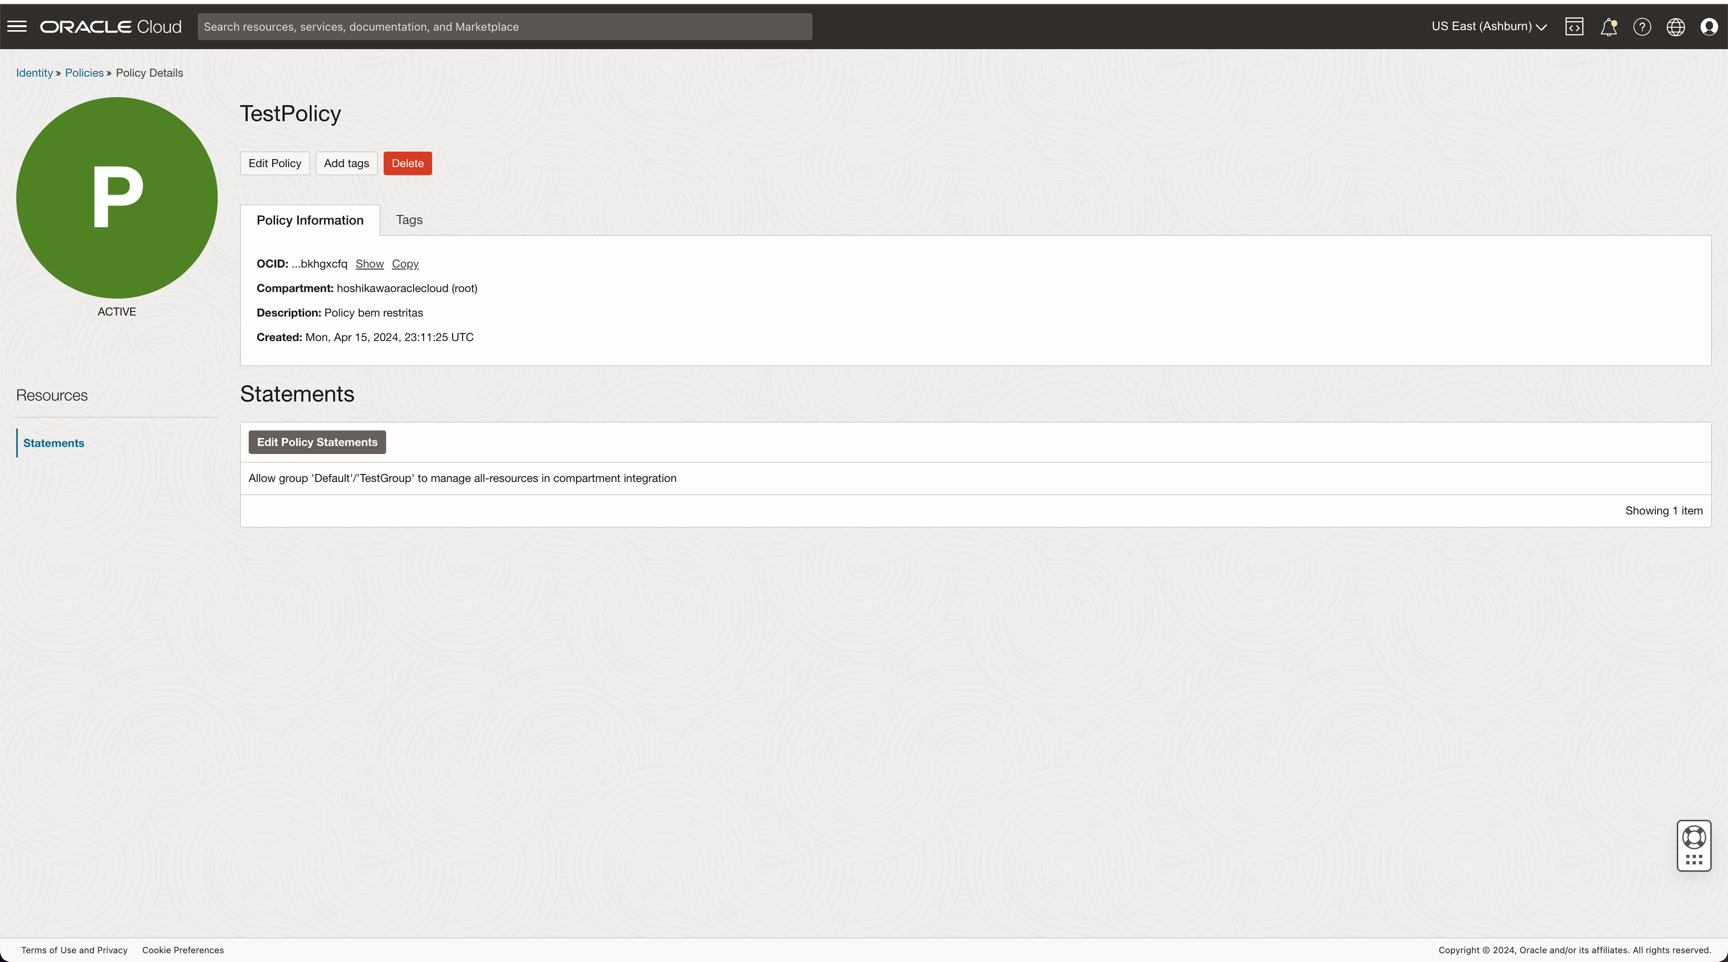 ORACLE Cloud
Search resources, services, documentation, and Marketplace
US East (Ashburn)
Identity » Policies » Policy Details
P
ACTIVE
TestPolicy
Edit Policy
Add tags
Delete
Policy Information
Tags
OCID: ...bkhgxcfq Show Copy
Compartment: hoshikawaoraclecloud (root)
Description: Policy bem restritas
Created: Mon, Apr 15, 2024, 23:11:25 UTC
Resources
Statements
Statements
Edit Policy Statements
Allow group 'Default'/'TestGroup' to manage all-resources in compartment integration
Showing 1 item
Terms of Use and Privacy
Cookie Preferences
Copyright © 2024, Oracle and/or its affiliates. All rights reserved.